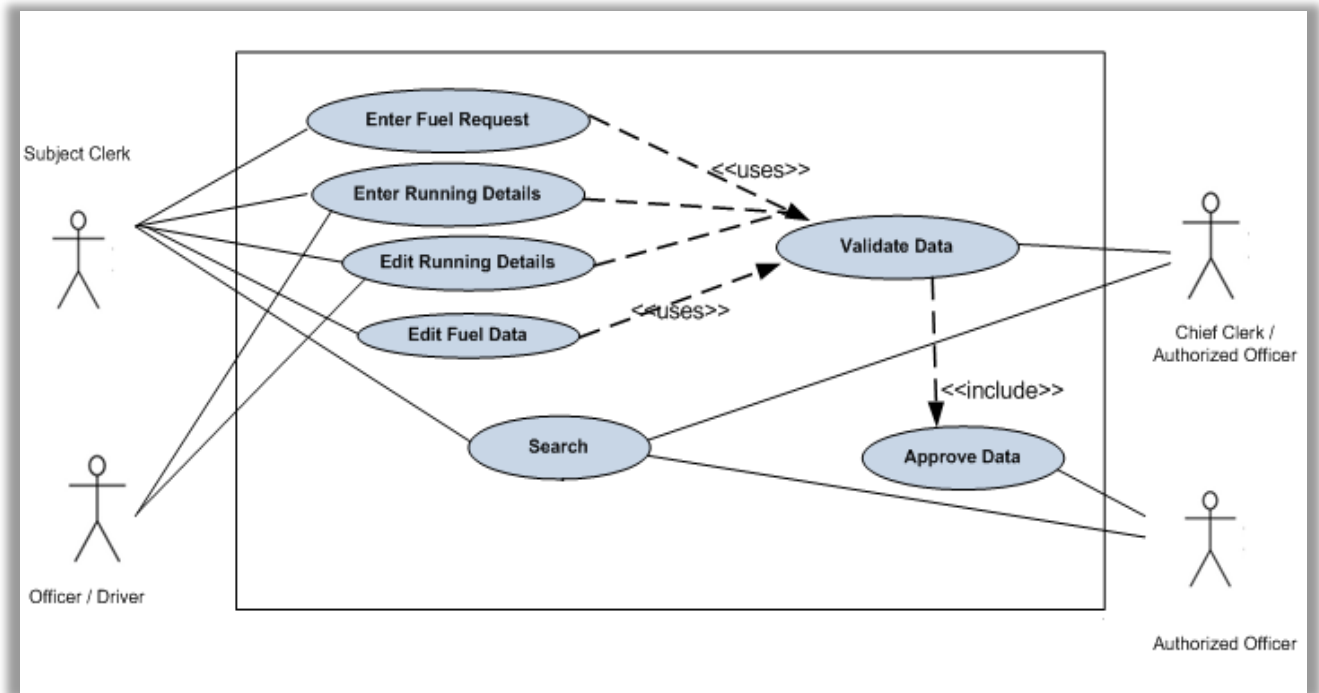 Enter Fuel Request
Subject Clerk
<<uses>>
Enter Running Details
Validate Data
Edit Running Details
<<uses>>
Edit Fuel Data
Chief Clerk /
Authorized Officer
<<include>>
Search
Approve Data
Officer / Driver
Authorized Officer